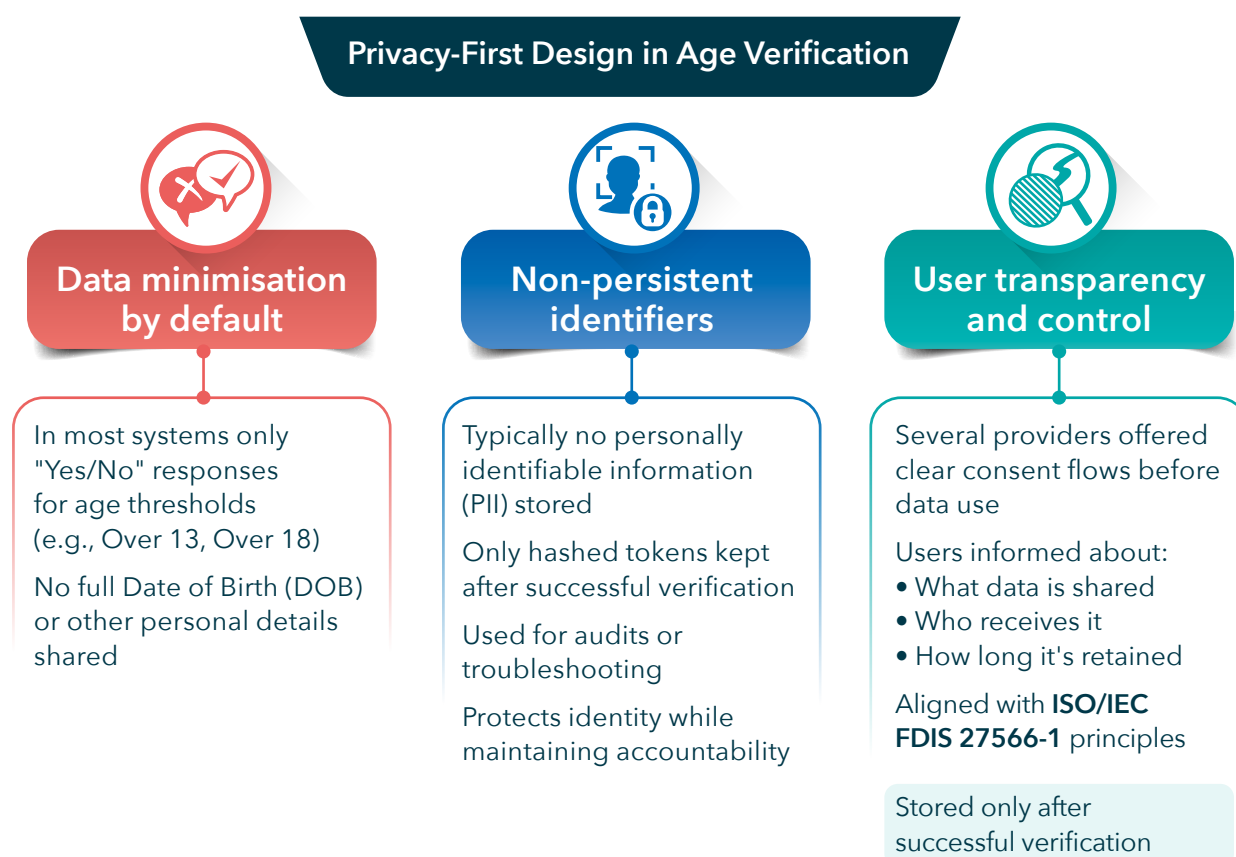 Privacy-First Design in Age Verification
Data minimisation
by default
In most systems only
"Yes/No" responses
for age thresholds
(e.g., Over 13, Over 18)
No full Date of Birth (DOB)
or other personal details
shared
Non-persistent
identifiers
Typically no personally
identifiable information
(PII) stored
Only hashed tokens kept
after successful verification
Used for audits or
troubleshooting
Protects identity while
maintaining accountability
User transparency
and control
Several providers offered
clear consent flows before
data use
Users informed about:
• What data is shared
• Who receives it
• How long it's retained
Aligned with ISO/IEC
FDIS 27566-1 principles
Stored only after
successful verification